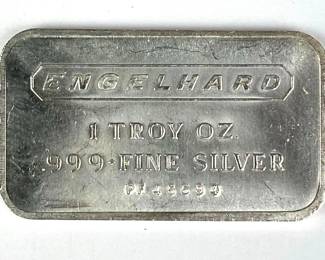 ENGELHARD
1 TROY OZ.
.999·FINE SILVER